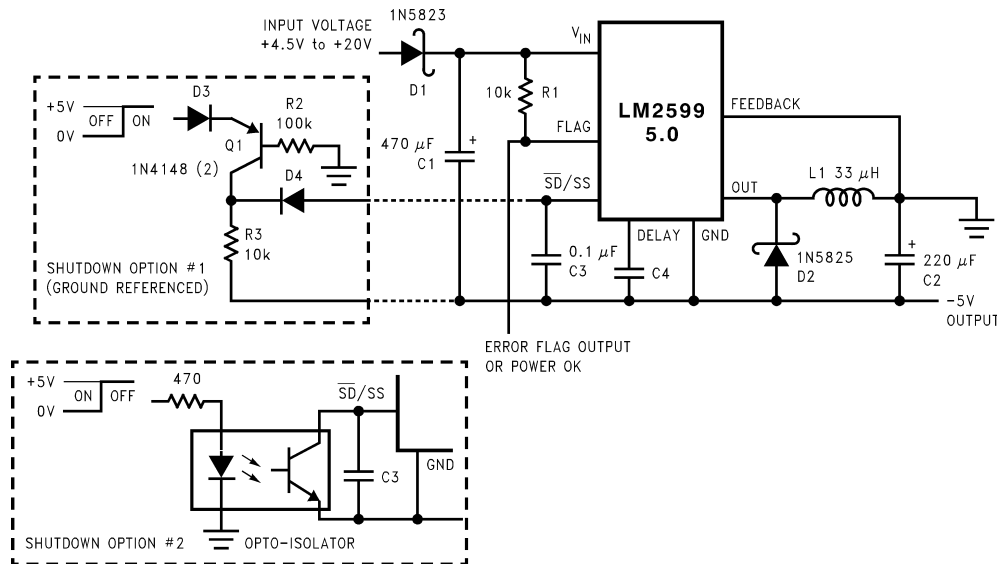 INPUT VOLTAGE
+4.5V to +20V
1N5823
D1
VIN
10k R1
FLAG
470 μF
+
C1
LM2599
5.0
FEEDBACK
OUT
L1 33 μH
SD/SS
DELAY
GND
0.1 μF
C3
C4
1N5825
D2
+
220 μF
C2
-5V
OUTPUT
ERROR FLAG OUTPUT
OR POWER OK
+5V
OFF
ON
0V
D3
R2
100k
Q1
1N4148 (2)
D4
R3
10k
SHUTDOWN OPTION #1
(GROUND REFERENCED)
+5V
ON
OFF
0V
470
SD/SS
GND
C3
SHUTDOWN OPTION #2
OPTO-ISOLATOR